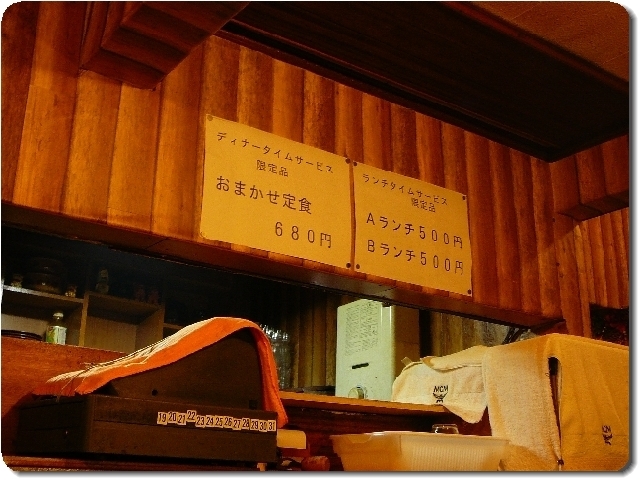 ディナータイムサービス
限定品
おまかせ定食
680円
ランチタイムサービス
限定品
Aランチ500円
Bランチ500円
MCM
19 20 21 22 23 24 25 26 27 28 29 30 31